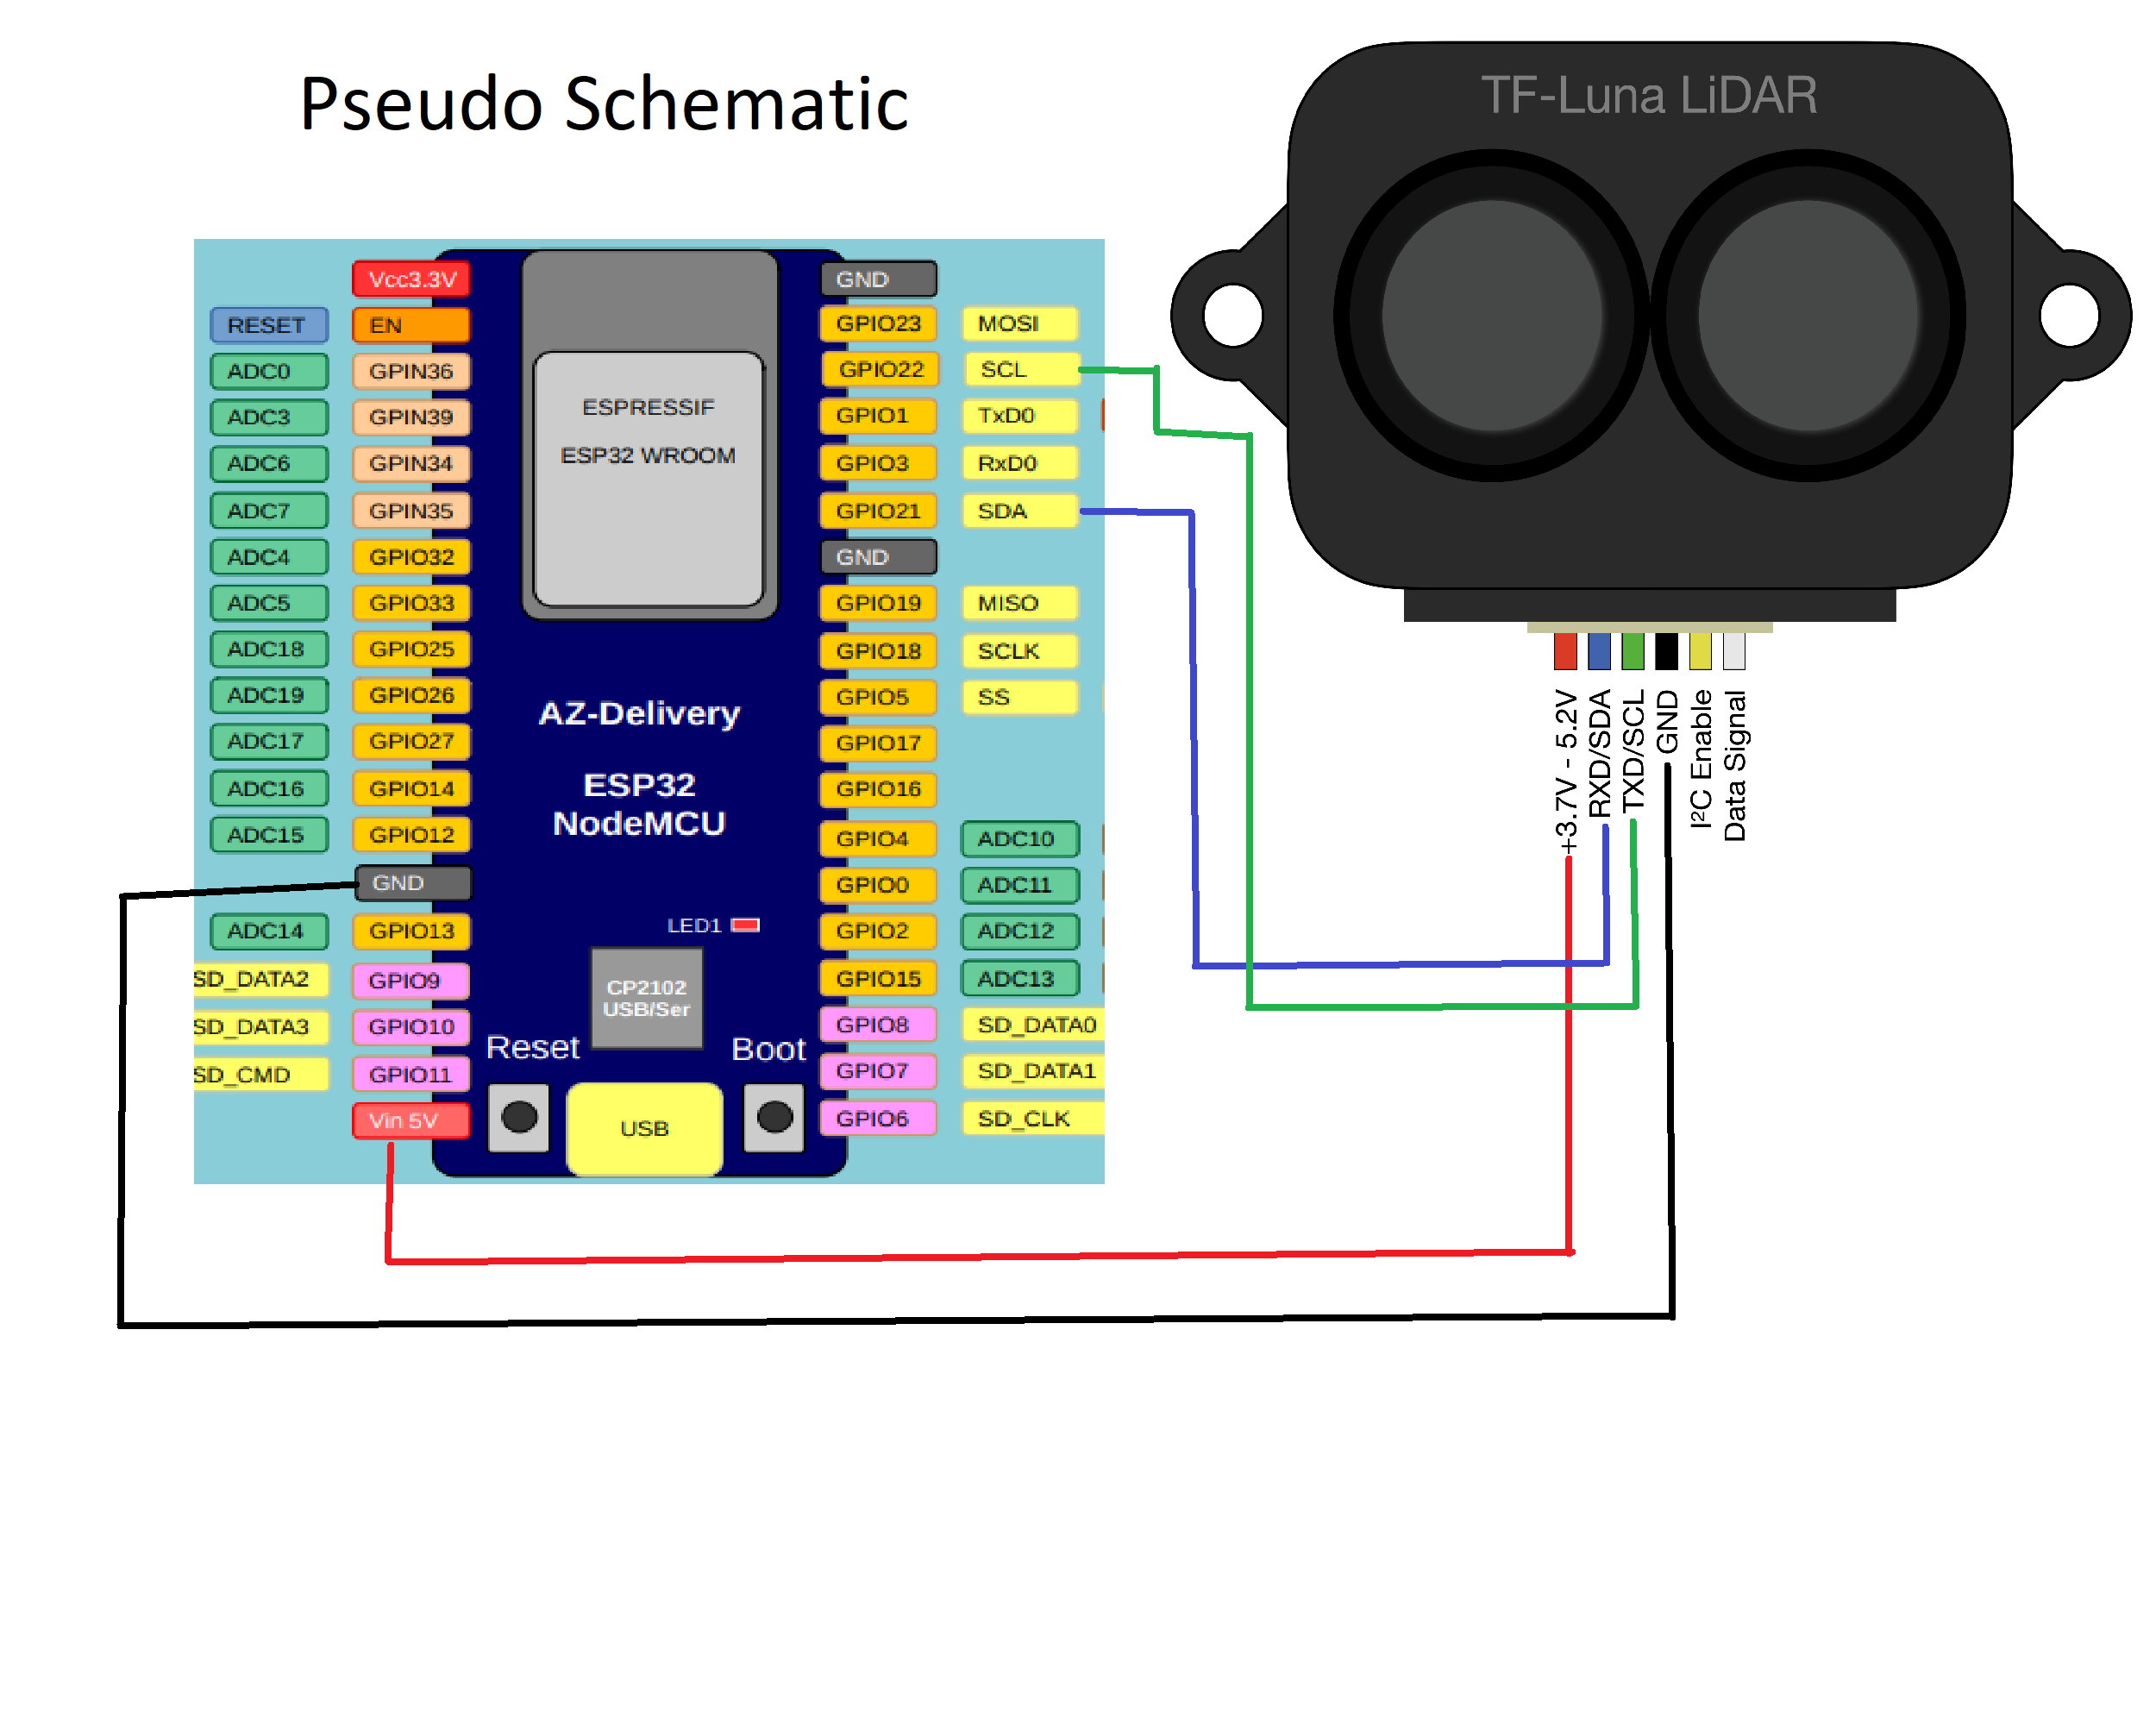 Pseudo Schematic
TF-Luna LiDAR
Vcc3.3V
RESET EN
ADC0 GPIN36
ADC3 GPIN39
ADC6 GPIN34
ADC7 GPIN35
ADC4 GPIO32
ADC5 GPIO33
ADC18 GPIO25
ADC19 GPIO26
ADC17 GPIO27
ADC16 GPIO14
ADC15 GPIO12
GND
ADC14 GPIO13
SD_DATA2 GPIO9
SD_DATA3 GPIO10
SD_CMD GPIO11
Vin 5V
ESPRESSIF
ESP32 WROOM
AZ-Delivery
ESP32
NodeMCU
LED1
CP2102
USB/Ser
Reset
Boot
USB
GND
GPIO23 MOSI
GPIO22 SCL
GPIO1 TxD0
GPIO3 RxD0
GPIO21 SDA
GND
GPIO19 MISO
GPIO18 SCLK
GPIO5 SS
GPIO17
GPIO16
GPIO4 ADC10
GPIO0 ADC11
GPIO2 ADC12
GPIO15 ADC13
GPIO8 SD_DATA0
GPIO7 SD_DATA1
GPIO6 SD_CLK
+3.7V - 5.2V
RXD/SDA
TXD/SCL
GND
I²C Enable
Data Signal